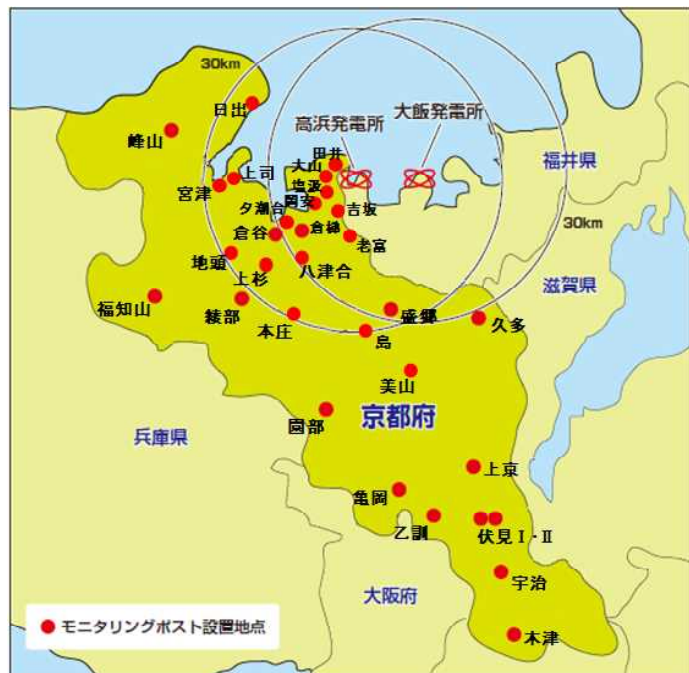 30km
日出
峰山
高浜発電所
大飯発電所
田井
大山
塩汲
岡安
吉坂
福井県
上司
宮津
夕潮台
倉梯
倉谷
老富
30km
地頭
上杉
八津合
滋賀県
福知山
綾部
本庄
盛郷
久多
島
美山
園部
京都府
兵庫県
上京
亀岡
乙訓
伏見Ⅰ・Ⅱ
宇治
大阪府
木津
モニタリングポスト設置地点